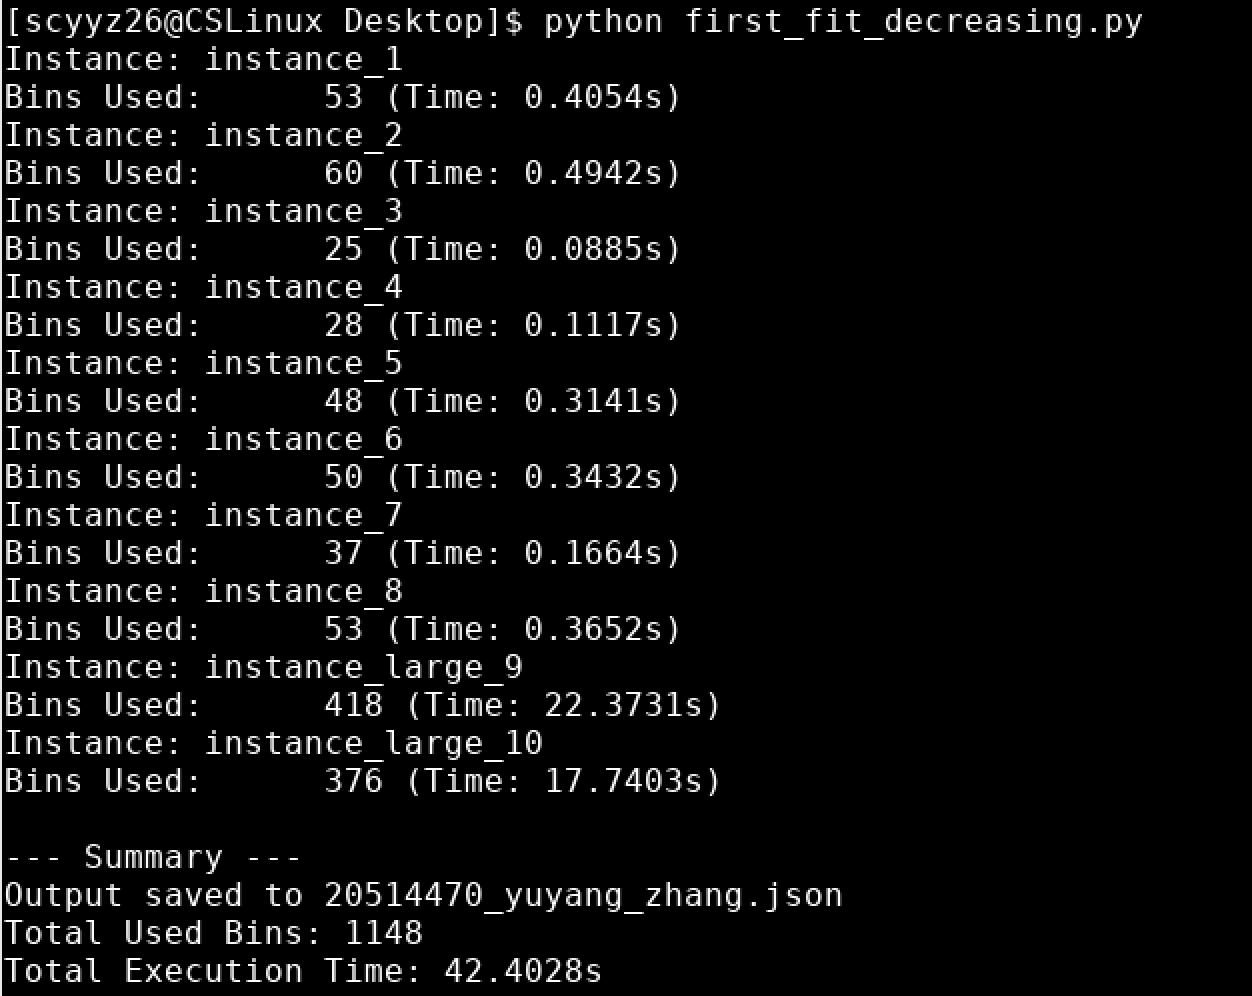 [scyyz26@CSLinux Desktop]$ python first_fit_decreasing.py
Instance: instance_1
Bins Used:      53 (Time: 0.4054s)
Instance: instance_2
Bins Used:      60 (Time: 0.4942s)
Instance: instance_3
Bins Used:      25 (Time: 0.0885s)
Instance: instance_4
Bins Used:      28 (Time: 0.1117s)
Instance: instance_5
Bins Used:      48 (Time: 0.3141s)
Instance: instance_6
Bins Used:      50 (Time: 0.3432s)
Instance: instance_7
Bins Used:      37 (Time: 0.1664s)
Instance: instance_8
Bins Used:      53 (Time: 0.3652s)
Instance: instance_large_9
Bins Used:      418 (Time: 22.3731s)
Instance: instance_large_10
Bins Used:      376 (Time: 17.7403s)
--- Summary ---
Output saved to 20514470_yuyang_zhang.json
Total Used Bins: 1148
Total Execution Time: 42.4028s